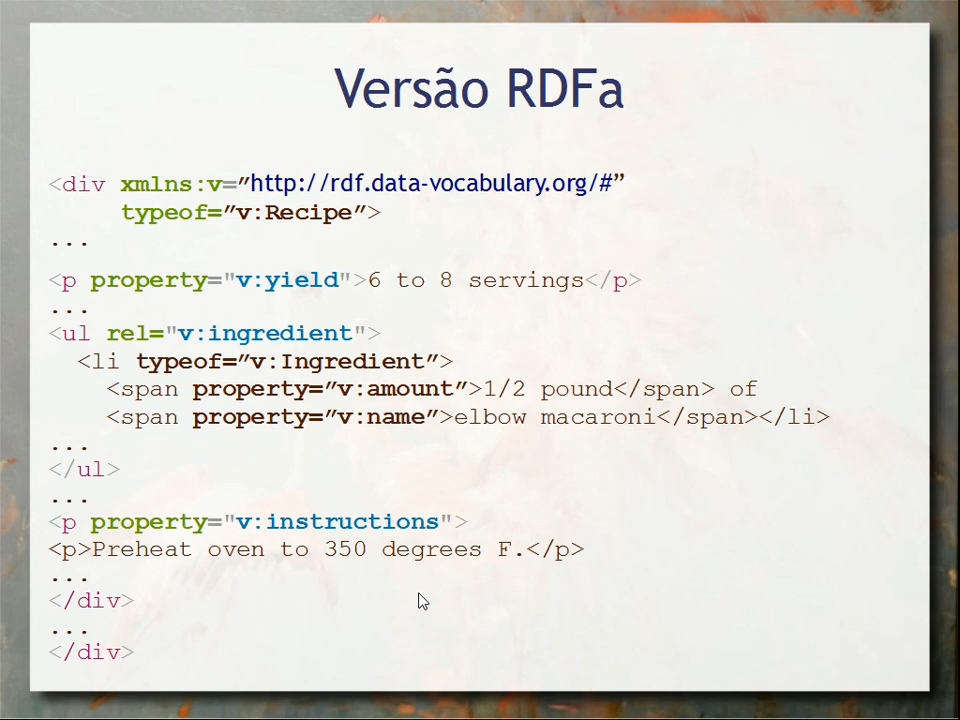 Versão RDFa
<div xmlns:v=”http://rdf.data-vocabulary.org/#”
typeof=”v:Recipe”>
...
<p property="v:yield">6 to 8 servings</p>
...
<ul rel="v:ingredient">
<li typeof=”v:Ingredient”>
<span property=”v:amount”>1/2 pound</span> of
<span property=”v:name”>elbow macaroni</span></li>
...
</ul>
...
<p property="v:instructions">
<p>Preheat oven to 350 degrees F.</p>
...
</div>
...
</div>